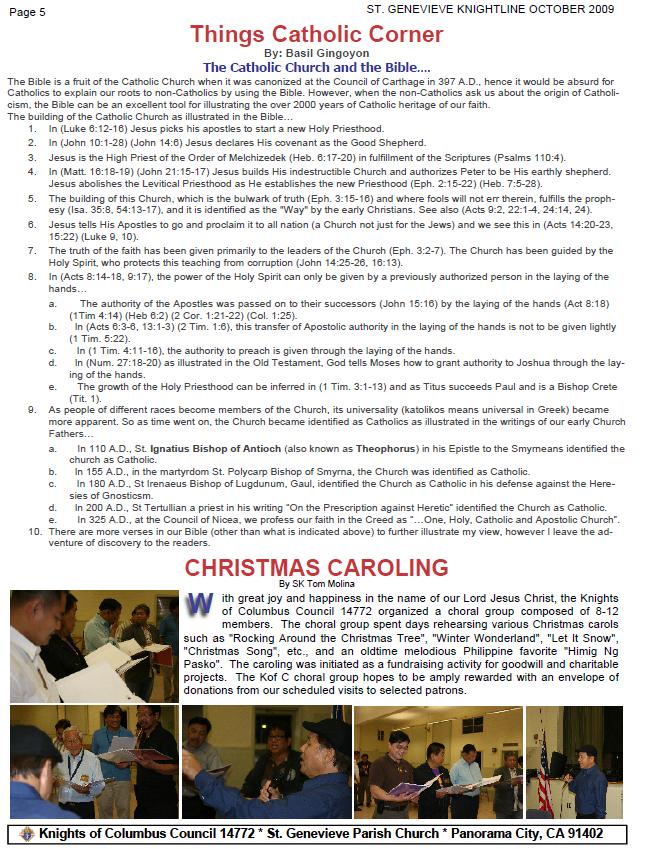 Page 5
ST. GENEVIEVE KNIGHTLINE OCTOBER 2009
Things Catholic Corner
By: Basil Gingoyon
The Catholic Church and the Bible....
The Bible is a fruit of the Catholic Church when it was canonized at the Council of Carthage in 397 A.D., hence it would be absurd for
Catholics to explain our roots to non-Catholics by using the Bible. However, when the non-Catholics ask us about the origin of Catholi-
cism, the Bible can be an excellent tool for illustrating the over 2000 years of Catholic heritage of our faith.
The building of the Catholic Church as illustrated in the Bible…
1. In (Luke 6:12-16) Jesus picks his apostles to start a new Holy Priesthood.
2. In (John 10:1-28) (John 14:6) Jesus declares His covenant as the Good Shepherd.
3. Jesus is the High Priest of the Order of Melchizedek (Heb. 6:17-20) in fulfillment of the Scriptures (Psalms 110:4).
4. In (Matt. 16:18-19) (John 21:15-17) Jesus builds His indestructible Church and authorizes Peter to be His earthly shepherd.
Jesus abolishes the Levitical Priesthood as He establishes the new Priesthood (Eph. 2:15-22) (Heb. 7:5-28).
5. The building of this Church, which is the bulwark of truth (Eph. 3:15-16) and where fools will not err therein, fulfills the proph-
esy (Isa. 35:8, 54:13-17), and it is identified as the "Way" by the early Christians. See also (Acts 9:2, 22:1-4, 24:14, 24).
6. Jesus tells His Apostles to go and proclaim it to all nation (a Church not just for the Jews) and we see this in (Acts 14:20-23,
15:22) (Luke 9, 10).
7. The truth of the faith has been given primarily to the leaders of the Church (Eph. 3:2-7). The Church has been guided by the
Holy Spirit, who protects this teaching from corruption (John 14:25-26, 16:13).
8. In (Acts 8:14-18, 9:17), the power of the Holy Spirit can only be given by a previously authorized person in the laying of the
hands…
a. The authority of the Apostles was passed on to their successors (John 15:16) by the laying of the hands (Act 8:18)
(1Tim 4:14) (Heb 6:2) (2 Cor. 1:21-22) (Col. 1:25).
b. In (Acts 6:3-6, 13:1-3) (2 Tim. 1:6), this transfer of Apostolic authority in the laying of the hands is not to be given lightly
(1 Tim. 5:22).
c. In (1 Tim. 4:11-16), the authority to preach is given through the laying of the hands.
d. In (Num. 27:18-20) as illustrated in the Old Testament, God tells Moses how to grant authority to Joshua through the lay-
ing of the hands.
e. The growth of the Holy Priesthood can be inferred in (1 Tim. 3:1-13) and as Titus succeeds Paul and is a Bishop Crete
(Tit. 1).
9. As people of different races become members of the Church, its universality (katolikos means universal in Greek) became
more apparent. So as time went on, the Church became identified as Catholics as illustrated in the writings of our early Church
Fathers…
a. In 110 A.D., St. Ignatius Bishop of Antioch (also known as Theophorus) in his Epistle to the Smyrneans identified the
church as Catholic.
b. In 155 A.D., in the martyrdom St. Polycarp Bishop of Smyrna, the Church was identified as Catholic.
c. In 180 A.D., St Irenaeus Bishop of Lugdunum, Gaul, identified the Church as Catholic in his defense against the Here-
sies of Gnosticsm.
d. In 200 A.D., St Tertullian a priest in his writing "On the Prescription against Heretic" identified the Church as Catholic.
e. In 325 A.D., at the Council of Nicea, we profess our faith in the Creed as "…One, Holy, Catholic and Apostolic Church".
10. There are more verses in our Bible (other than what is indicated above) to further illustrate my view, however I leave the ad-
venture of discovery to the readers.
CHRISTMAS CAROLING
By SK Tom Molina
With great joy and happiness in the name of our Lord Jesus Christ, the Knights
of Columbus Council 14772 organized a choral group composed of 8-12
members. The choral group spent days rehearsing various Christmas carols
such as "Rocking Around the Christmas Tree", "Winter Wonderland", "Let It Snow",
"Christmas Song", etc., and an oldtime melodious Philippine favorite "Himig Ng
Pasko". The caroling was initiated as a fundraising activity for goodwill and charitable
projects. The Kof C choral group hopes to be amply rewarded with an envelope of
donations from our scheduled visits to selected patrons.
Knights of Columbus Council 14772 * St. Genevieve Parish Church * Panorama City, CA 91402